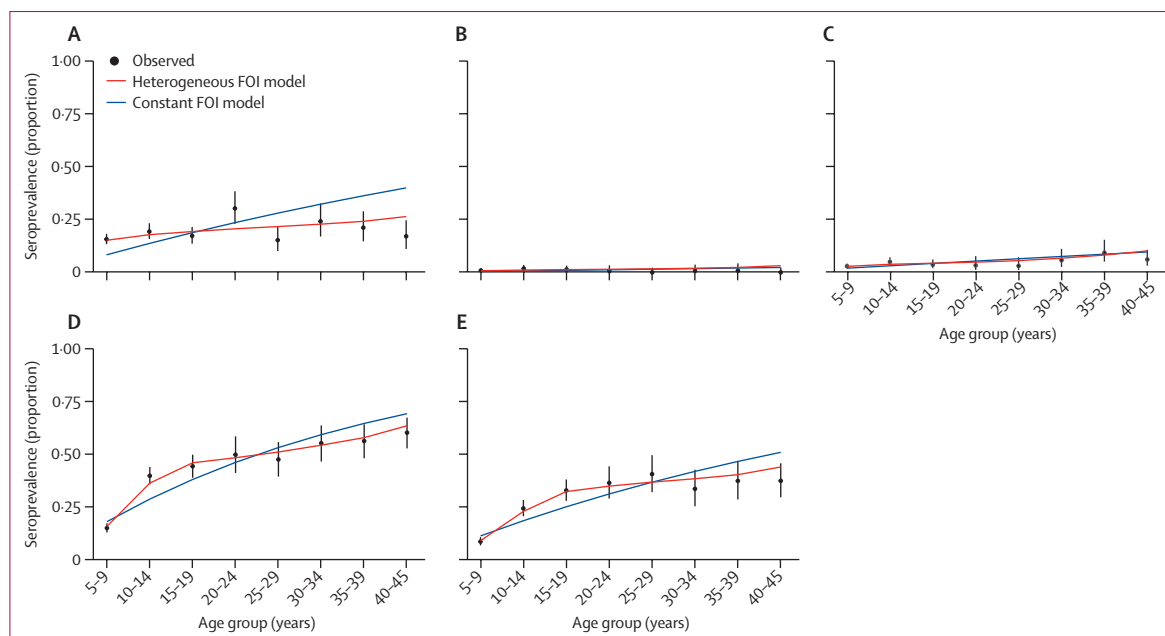 A
B
C
Observed
Heterogeneous FOI model
Constant FOI model
Seroprevalence (proportion)
1·00
0·75
0·50
0·25
0
5–9
10–14
15–19
20–24
25–29
30–34
35–39
40–45
Age group (years)
D
E
Seroprevalence (proportion)
1·00
0·75
0·50
0·25
0
5–9
10–14
15–19
20–24
25–29
30–34
35–39
40–45
Age group (years)
5–9
10–14
15–19
20–24
25–29
30–34
35–39
40–45
Age group (years)